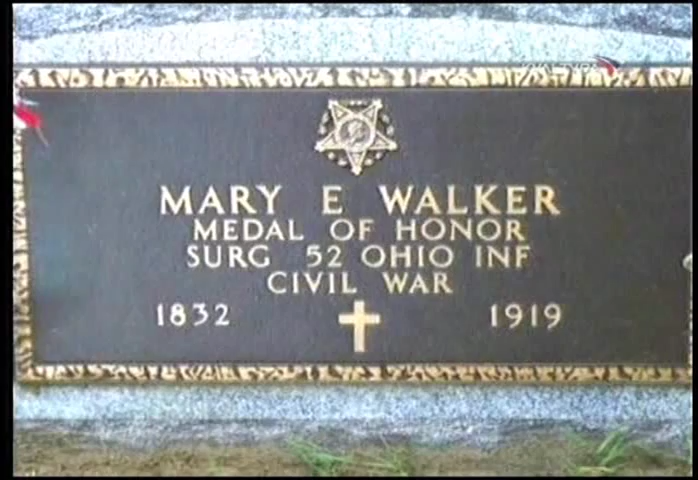 MARY E WALKER
MEDAL OF HONOR
SURG 52 OHIO INF
CIVIL WAR
1832 1919